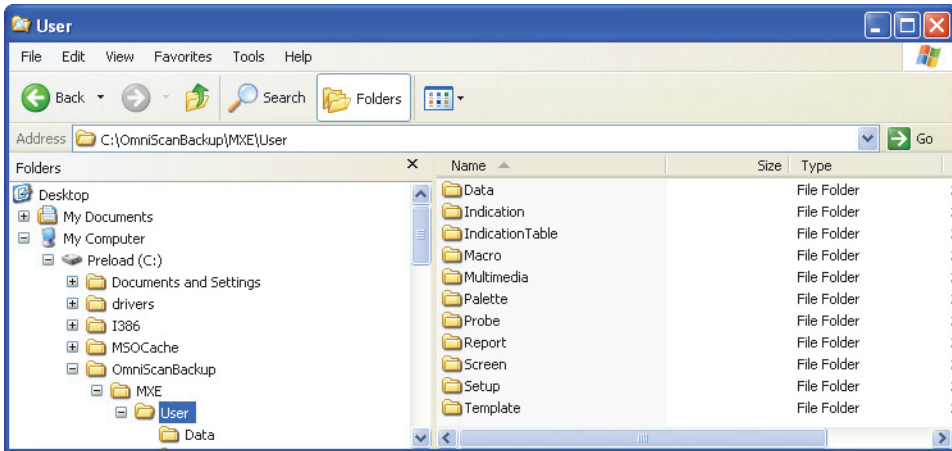 User
File Edit View Favorites Tools Help
Back Search Folders
Address C:\OmniScanBackup\MXE\User Go
Folders
Desktop
My Documents
My Computer
Preload (C:)
Documents and Settings
drivers
I386
MSOCache
OmniScanBackup
MXE
User
Data
Name Size Type
Data File Folder
Indication File Folder
IndicationTable File Folder
Macro File Folder
Multimedia File Folder
Palette File Folder
Probe File Folder
Report File Folder
Screen File Folder
Setup File Folder
Template File Folder